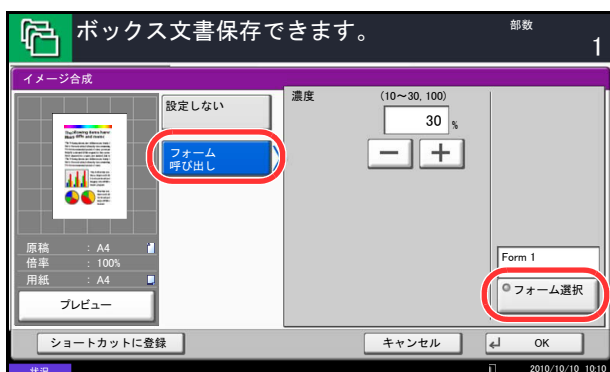 ボックス文書保存できます。
部数
1
イメージ合成
設定しない
フォーム
呼び出し
濃度
(10～30, 100)
30 %
原稿 : A4
倍率 : 100%
用紙 : A4
プレビュー
Form 1
フォーム選択
ショートカットに登録
キャンセル
OK
状況
2010/10/10 10:10